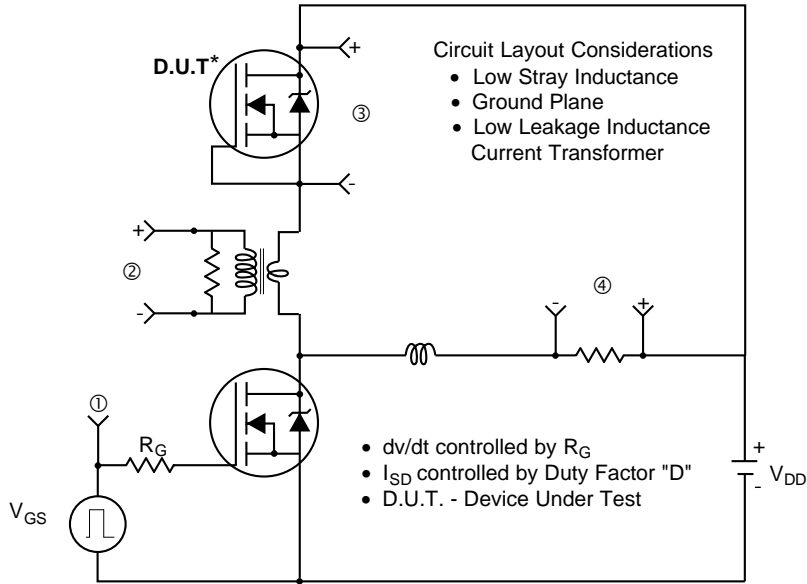 D.U.T*
+
③
-
Circuit Layout Considerations
• Low Stray Inductance
• Ground Plane
• Low Leakage Inductance
Current Transformer
+
②
-
④
- +
①
RG
VGS
• dv/dt controlled by RG
• ISD controlled by Duty Factor "D"
• D.U.T. - Device Under Test
+
VDD
-